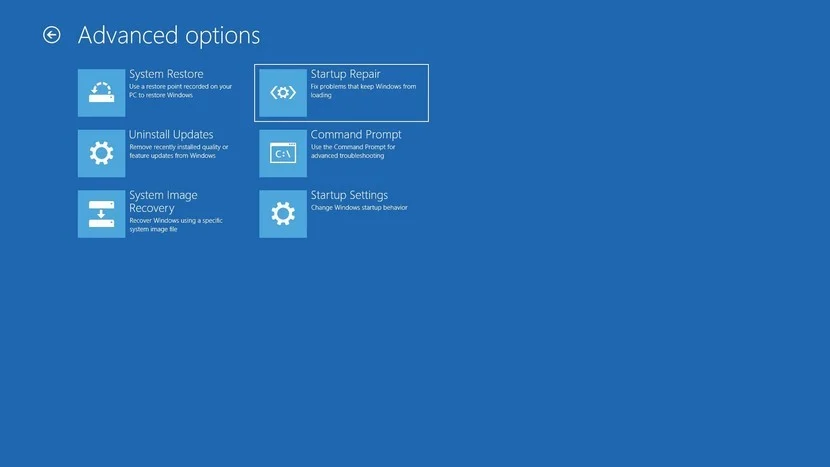 Advanced options
System Restore
Use a restore point recorded on your
PC to restore Windows
Startup Repair
Fix problems that keep Windows from
loading
Uninstall Updates
Remove recently installed quality or
feature updates from Windows
C:\
Command Prompt
Use the Command Prompt for
advanced troubleshooting
System Image
Recovery
Recover Windows using a specific
system image file
Startup Settings
Change Windows startup behavior